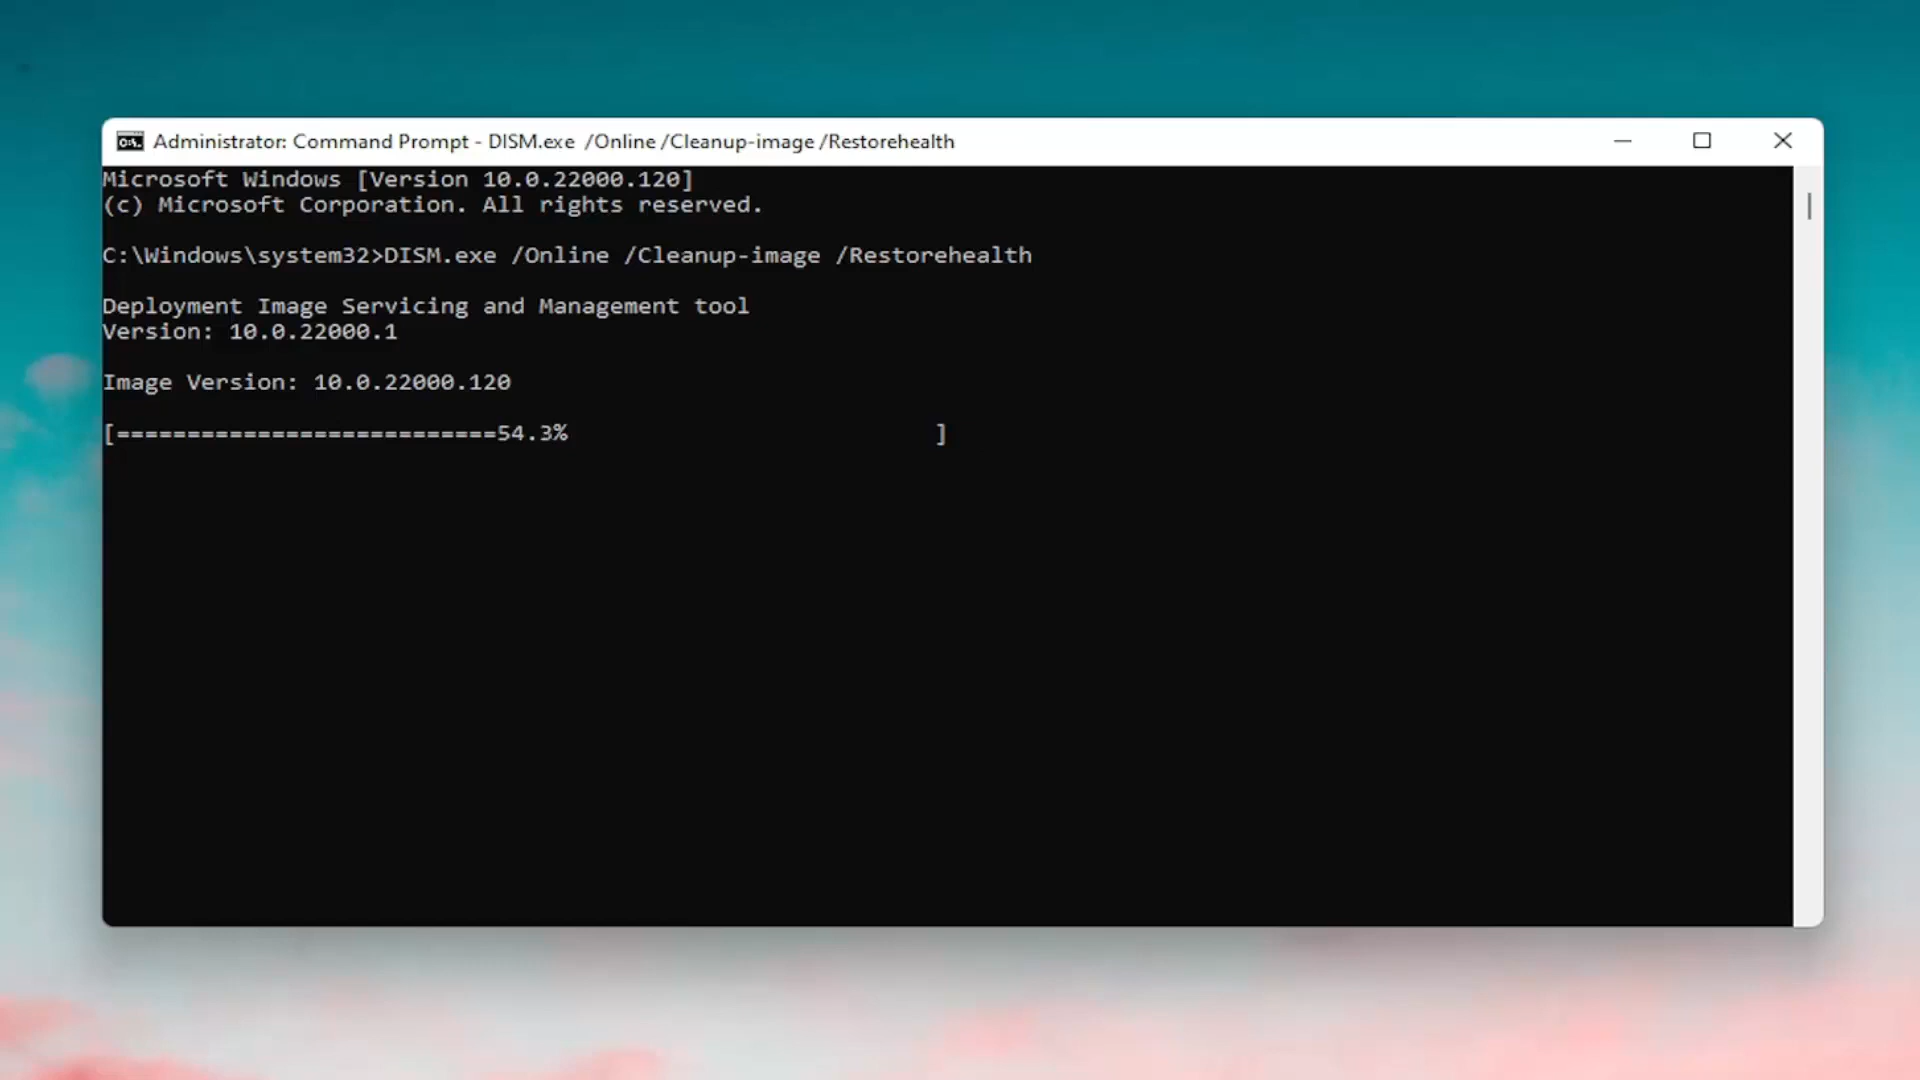 Administrator: Command Prompt - DISM.exe  /Online /Cleanup-image /Restorehealth
Microsoft Windows [Version 10.0.22000.120]
(c) Microsoft Corporation. All rights reserved.
C:\Windows\system32>DISM.exe /Online /Cleanup-image /Restorehealth
Deployment Image Servicing and Management tool
Version: 10.0.22000.1
Image Version: 10.0.22000.120
[===========================54.3%                          ]